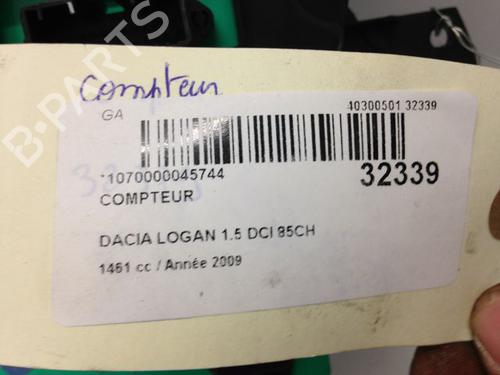 compteur
GA 40300501 32339
*1070000045744 32339
COMPTEUR
DACIA LOGAN 1.5 DCI 85CH
1461 cc / Année 2009
B-PARTS